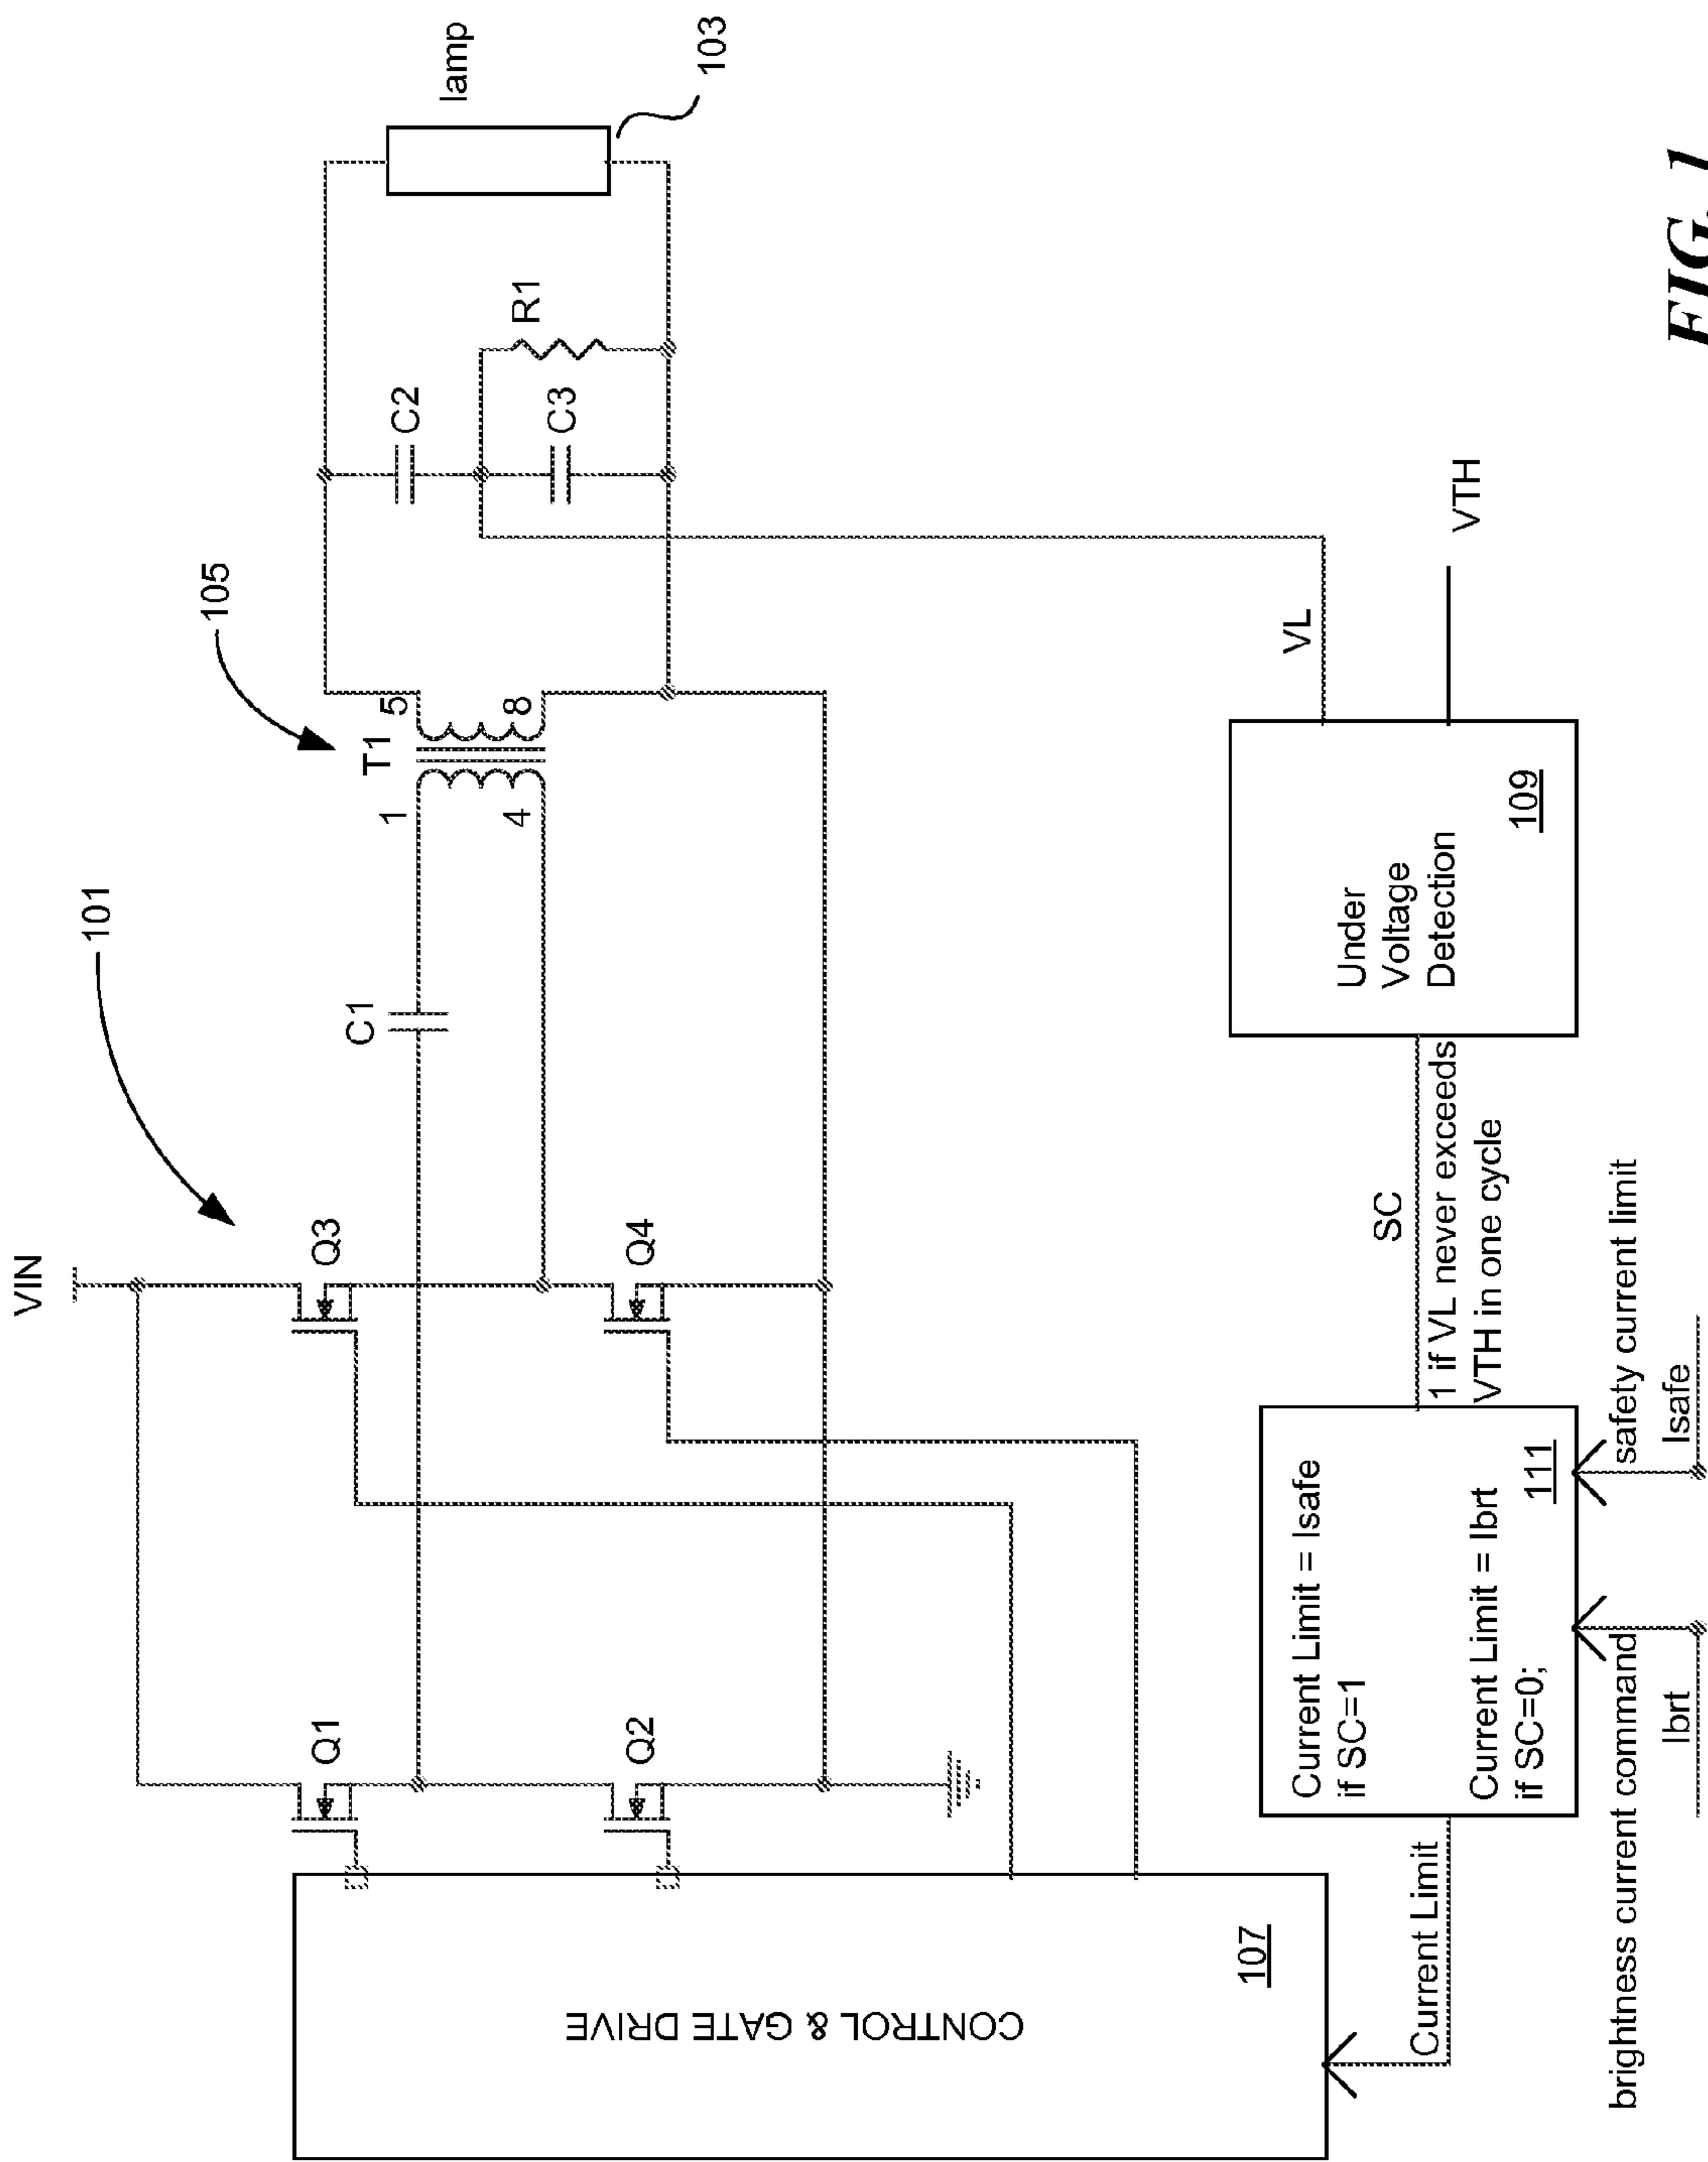 VIN
101
105
lamp
103
Q1
Q3
Q2
Q4
C1
T1
1
4
5
8
C2
C3
R1
CONTROL & GATE DRIVE
107
Current Limit
Current Limit = Isafe
if SC=1
Current Limit = Ibrt
if SC=0;
111
SC
1 if VL never exceeds
VTH in one cycle
Under
Voltage
Detection
109
VL
VTH
brightness current command
Ibrt
safety current limit
Isafe
FIG. 1